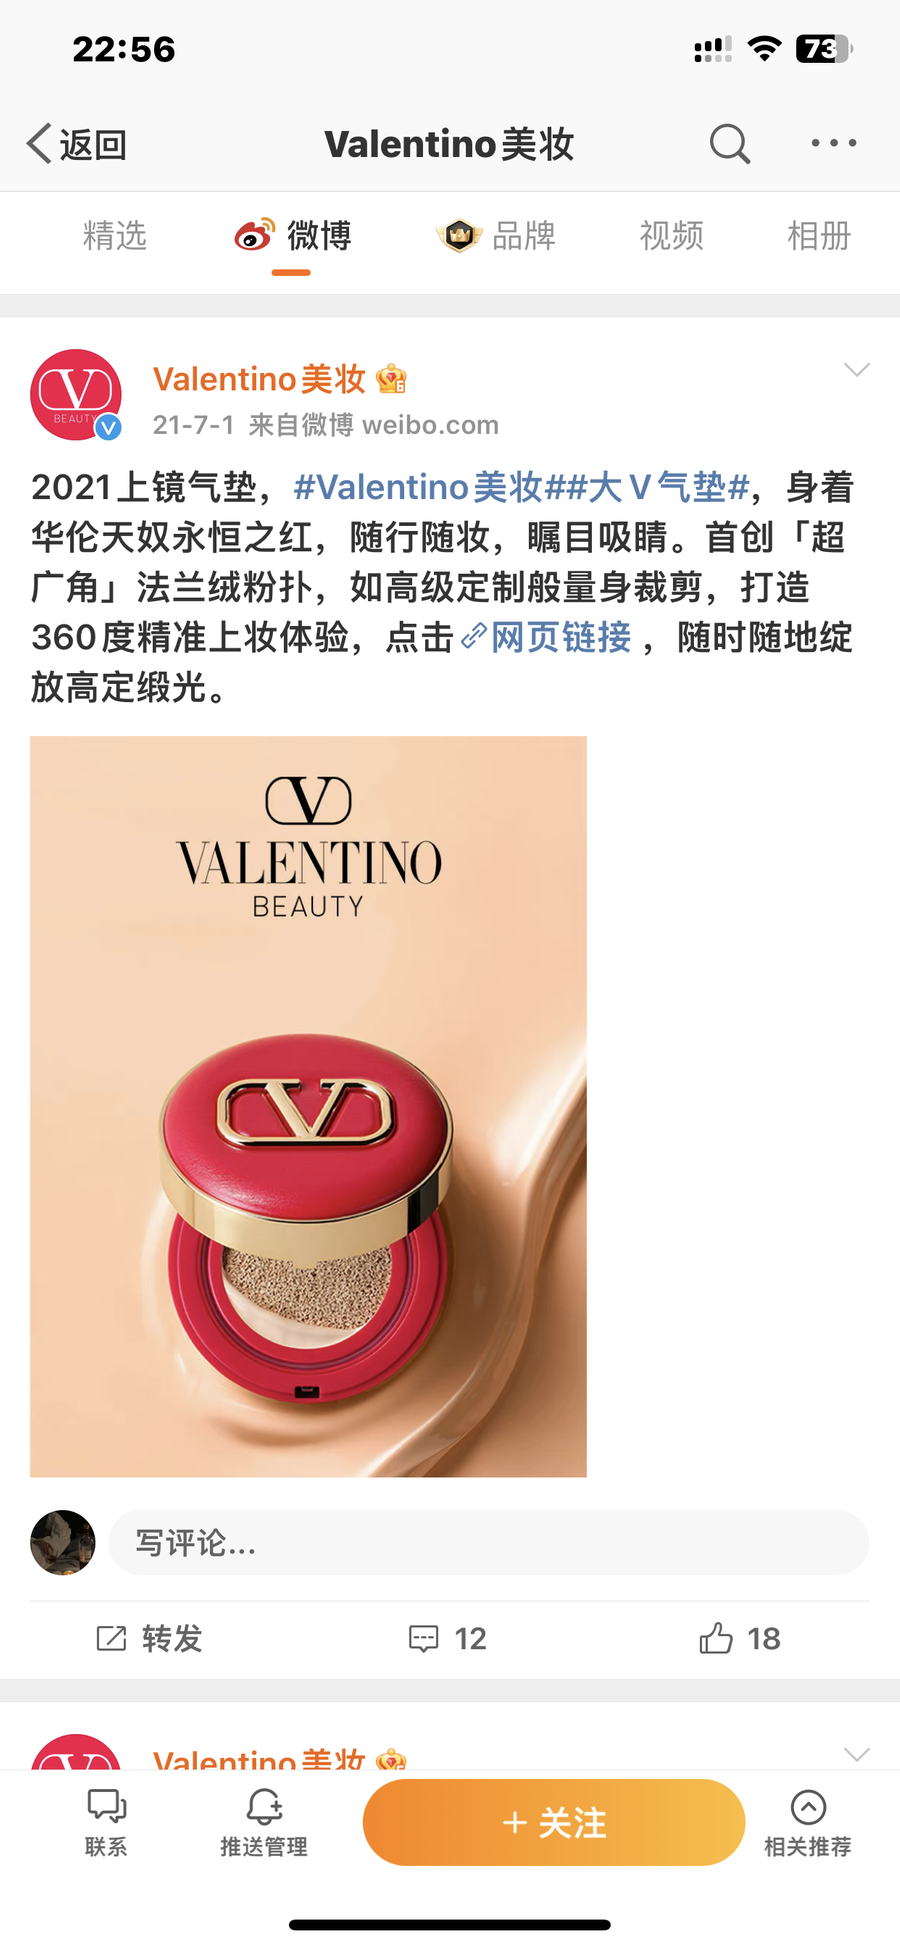 22:56
73
返回
Valentino美妆
精选
微博
品牌
视频
相册
Valentino美妆
21-7-1 来自微博 weibo.com
2021上镜气垫，#Valentino美妆##大V气垫#，身着
华伦天奴永恒之红，随行随妆，瞩目吸睛。首创「超
广角」法兰绒粉扑，如高级定制般量身裁剪，打造
360度精准上妆体验，点击网页链接，随时随地绽
放高定缎光。
V
BEAUTY
V
VALENTINO
BEAUTY
V
写评论...
转发
12
18
Valentino美妆
联系
推送管理
+ 关注
相关推荐